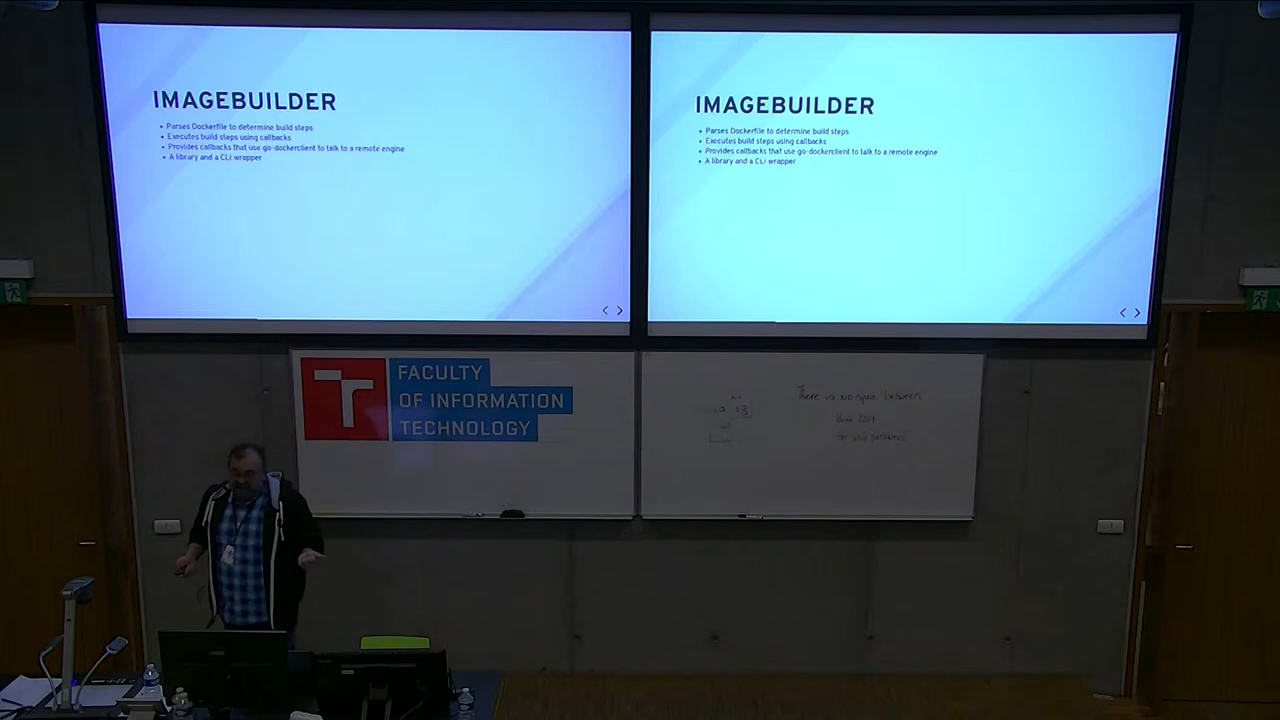 IMAGEBUILDER
• Parses Dockerfile to determine build steps
• Executes build steps using callbacks
• Provides callbacks that use go-dockerclient to talk to a remote engine
• A library and a CLI wrapper
IMAGEBUILDER
• Parses Dockerfile to determine build steps
• Executes build steps using callbacks
• Provides callbacks that use go-dockerclient to talk to a remote engine
• A library and a CLI wrapper
FACULTY
OF INFORMATION
TECHNOLOGY
There is NO space between